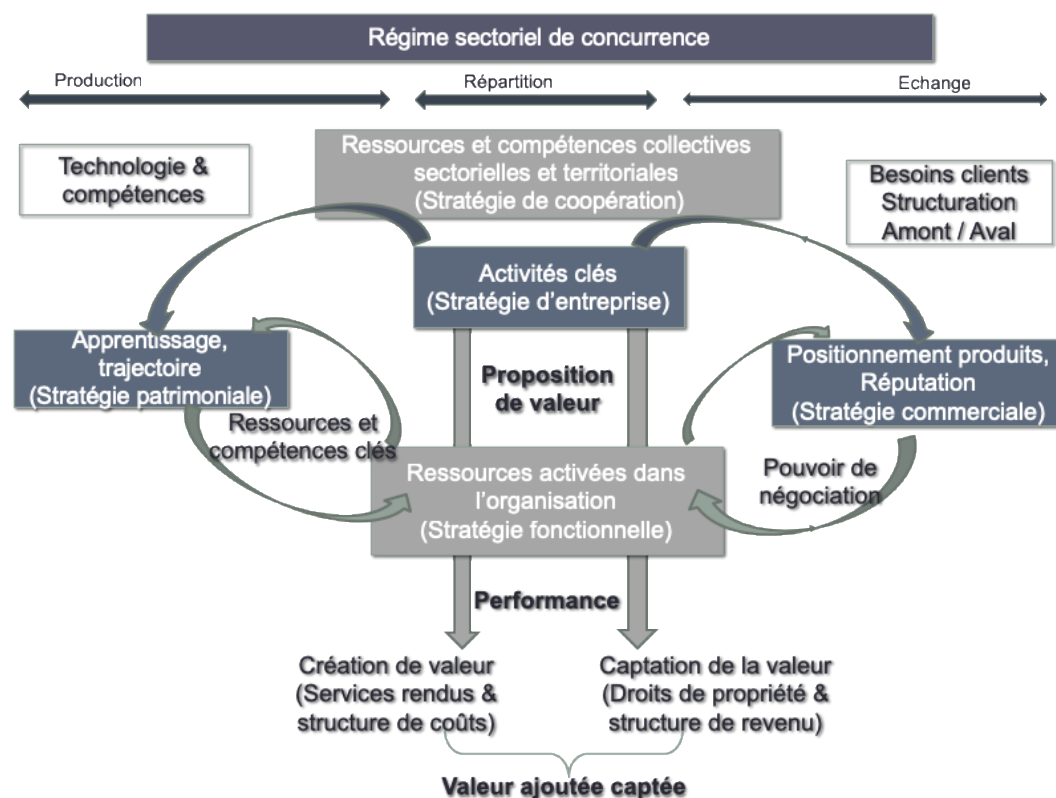 Régime sectoriel de concurrence
Production
Répartition
Echange
Technologie &
compétences
Ressources et compétences collectives
sectorielles et territoriales
(Stratégie de coopération)
Besoins clients
Structuration
Amont / Aval
Activités clés
(Stratégie d'entreprise)
Apprentissage,
trajectoire
(Stratégie patrimoniale)
Proposition
de valeur
Positionnement produits,
Réputation
(Stratégie commerciale)
Ressources et
compétences clés
Ressources activées dans
l'organisation
(Stratégie fonctionnelle)
Pouvoir de
négociation
Performance
Création de valeur
(Services rendus &
structure de coûts)
Captation de la valeur
(Droits de propriété &
structure de revenu)
Valeur ajoutée captée